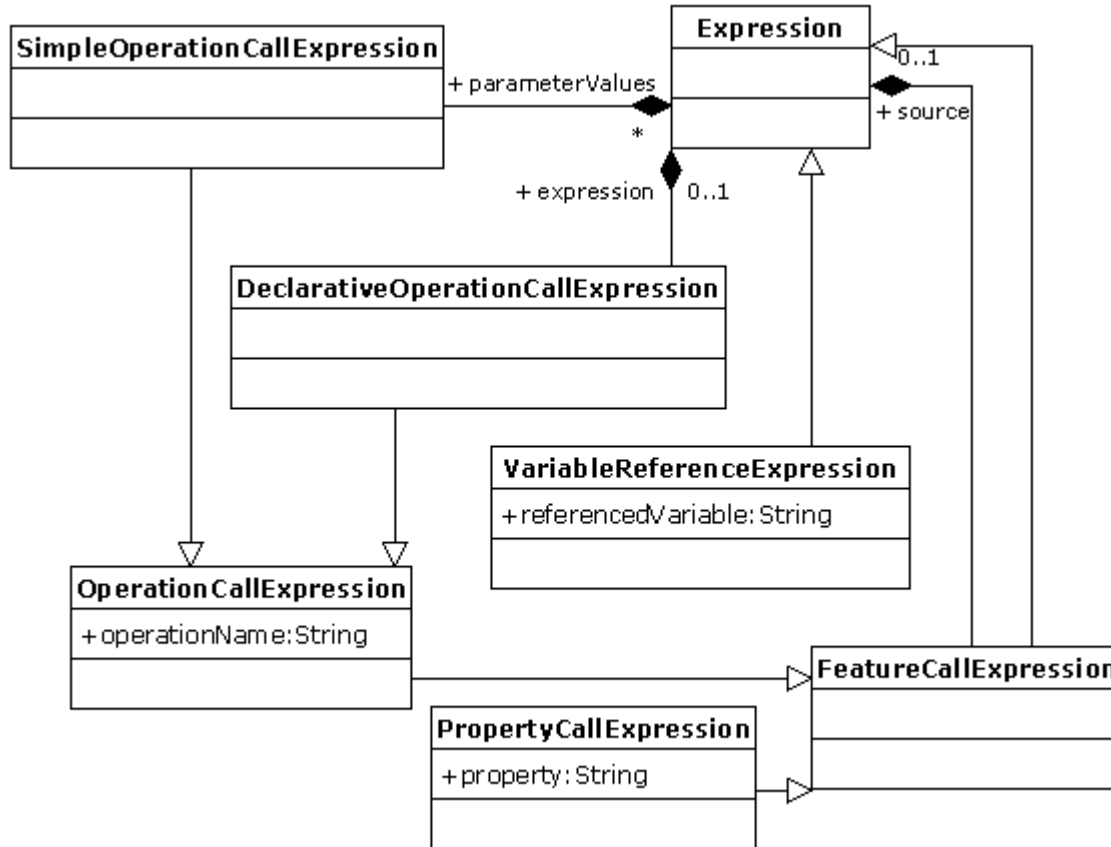 SimpleOperationCallExpression
Expression
0..1
+ parameterValues
+ source
*
+ expression
0..1
DeclarativeOperationCallExpression
VariableReferenceExpression
+referencedVariable:String
OperationCallExpression
+operationName:String
FeatureCallExpression
PropertyCallExpression
+property:String